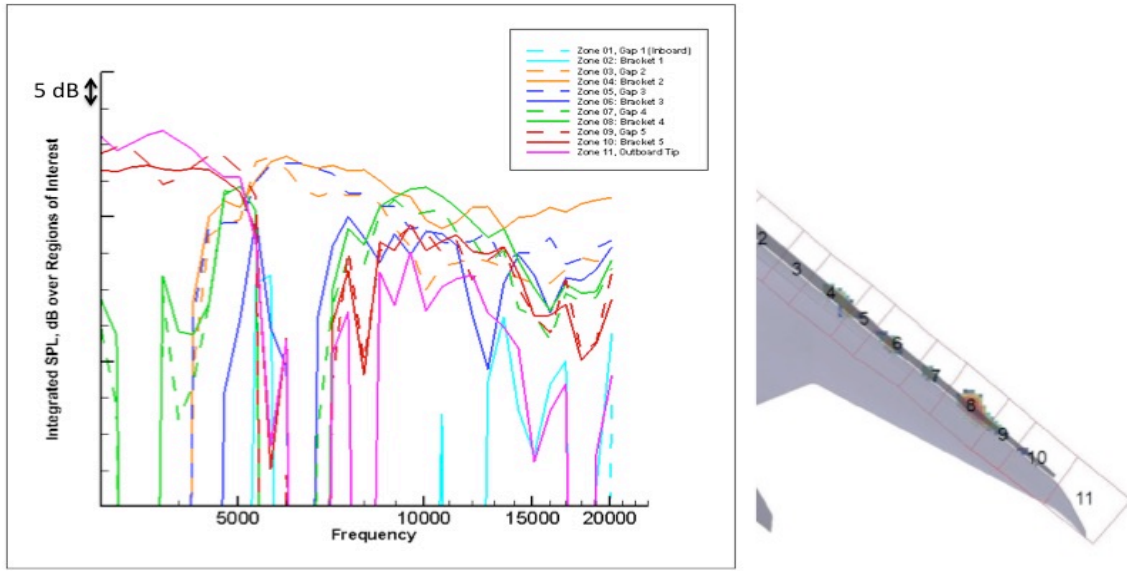 5 dB
Zone 01, Gap 1 (Inboard)
Zone 02: Bracket 1
Zone 03, Gap 2
Zone 04: Bracket 2
Zone 05, Gap 3
Zone 06: Bracket 3
Zone 07, Gap 4
Zone 08: Bracket 4
Zone 09, Gap 5
Zone 10: Bracket 5
Zone 11, Outboard Tip
Integrated SPL, dB over Regions of Interest
5000
10000
15000
20000
Frequency
2
3
4
5
6
7
8
9
10
11